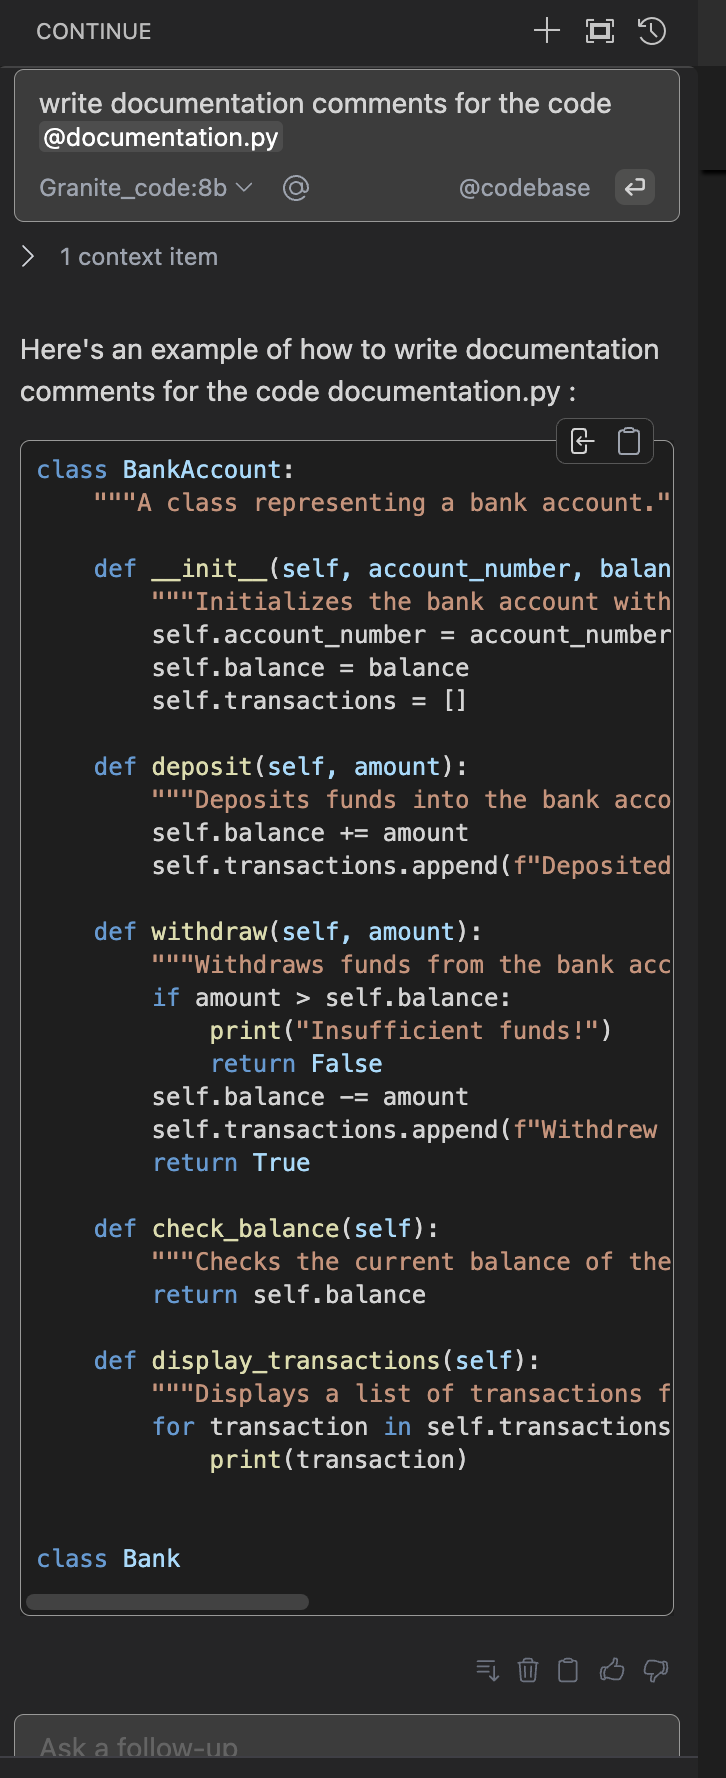 CONTINUE
write documentation comments for the code
@documentation.py
Granite_code:8b @codebase
1 context item
Here's an example of how to write documentation
comments for the code documentation.py :
class BankAccount:
    """A class representing a bank account."
    def __init__(self, account_number, balan
        """Initializes the bank account with
        self.account_number = account_number
        self.balance = balance
        self.transactions = []
    def deposit(self, amount):
        """Deposits funds into the bank acco
        self.balance += amount
        self.transactions.append(f"Deposited
    def withdraw(self, amount):
        """Withdraws funds from the bank acc
        if amount > self.balance:
            print("Insufficient funds!")
            return False
        self.balance -= amount
        self.transactions.append(f"Withdrew
        return True
    def check_balance(self):
        """Checks the current balance of the
        return self.balance
    def display_transactions(self):
        """Displays a list of transactions f
        for transaction in self.transactions
            print(transaction)
class Bank
Ask a follow-up